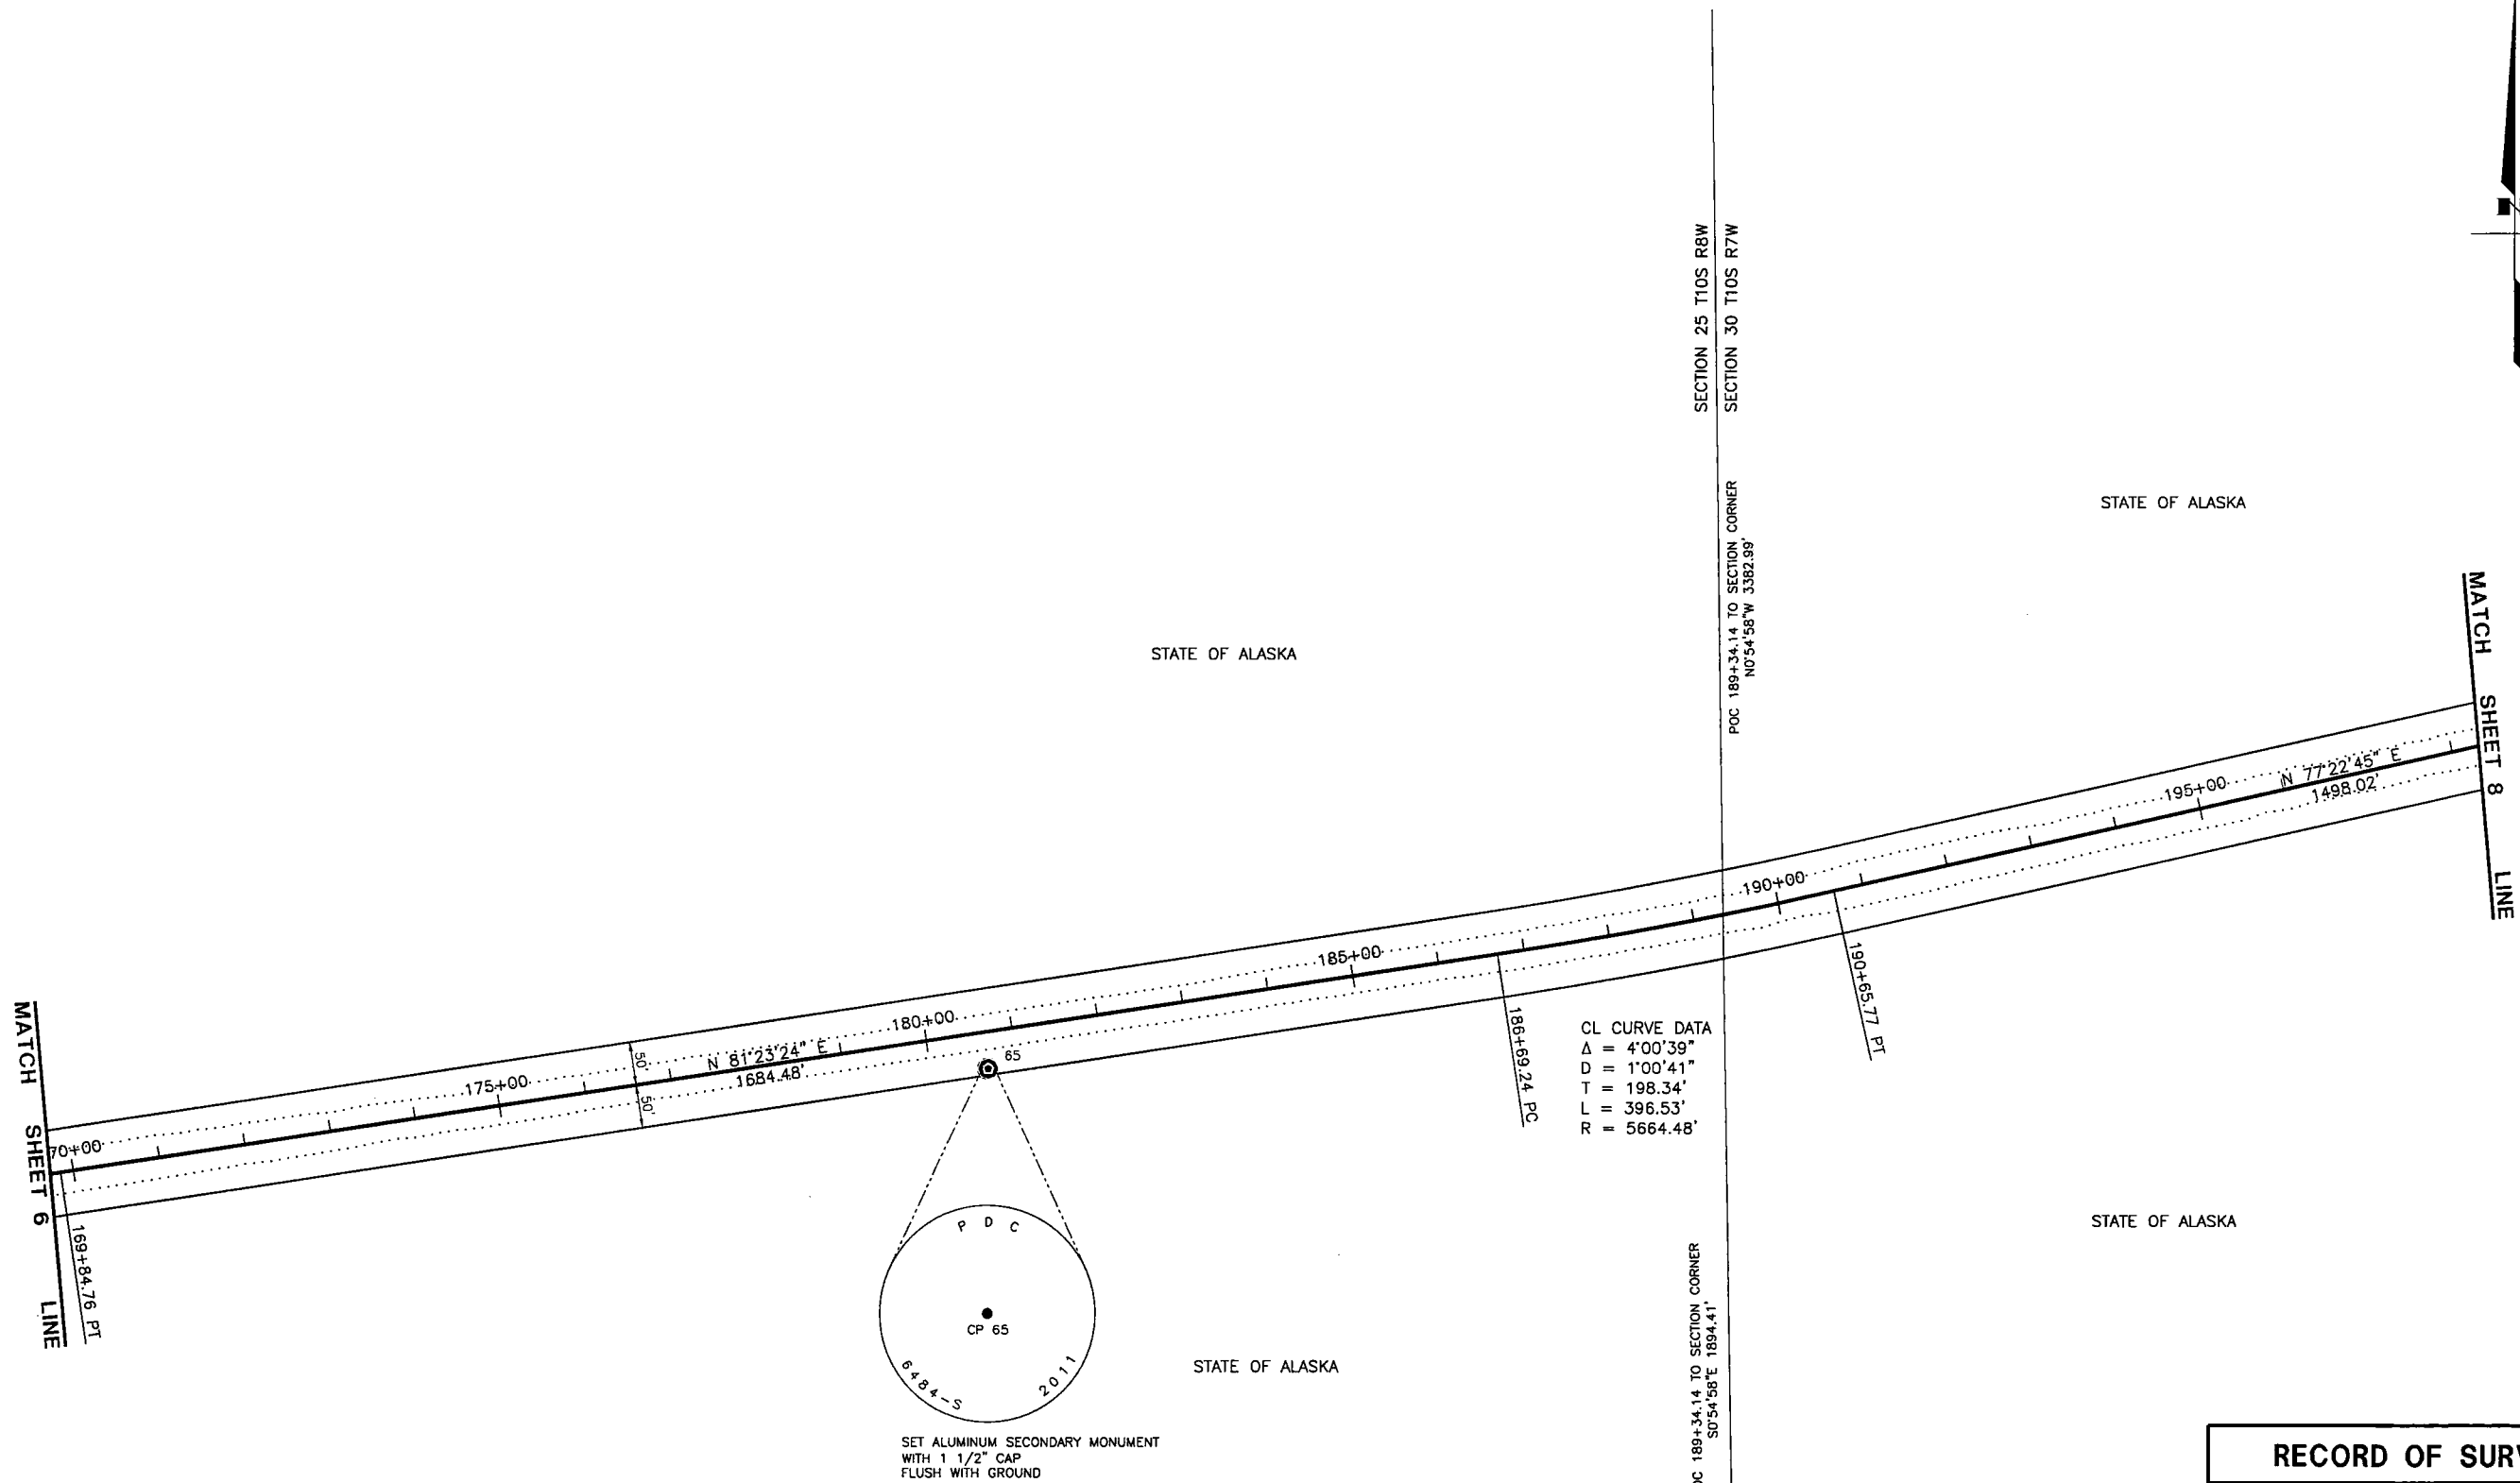 SECTION 25 T10S R8W
SECTION 30 T10S R7W
POC 189+34.14 TO SECTION CORNER
N0°54'58"W 3382.99'
STATE OF ALASKA
STATE OF ALASKA
MATCH SHEET 8 LINE
N 77°22'45" E
1498.02'
195+00
190+00
185+00
180+00
175+00
70+00
N 81°23'24" E
1684.48'
50'
50'
65
190+65.77 PT
186+69.24 PC
CL CURVE DATA
Δ = 4°00'39"
D = 1°00'41"
T = 198.34'
L = 396.53'
R = 5664.48'
MATCH SHEET 6 LINE
169+84.76 PT
P D C
CP 65
6484-S
2011
STATE OF ALASKA
STATE OF ALASKA
OC 189+34.14 TO SECTION CORNER
S0°54'58"E 1894.41'
SET ALUMINUM SECONDARY MONUMENT
WITH 1 1/2" CAP
FLUSH WITH GROUND
RECORD OF SURV